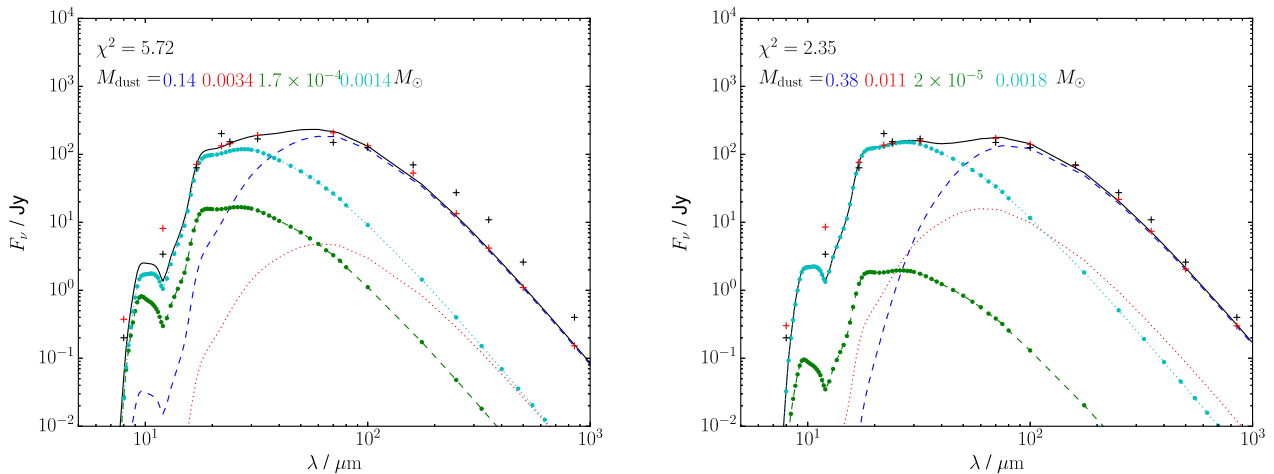 10⁴
10³
10²
10¹
10⁰
10⁻¹
10⁻²
F_ν / Jy
χ² = 5.72
M_dust = 0.14 0.0034 1.7 × 10⁻⁴ 0.0014 M_⊙
10¹ 10² 10³
λ / μm
10⁴
10³
10²
10¹
10⁰
10⁻¹
10⁻²
F_ν / Jy
χ² = 2.35
M_dust = 0.38 0.011 2 × 10⁻⁵ 0.0018 M_⊙
10¹ 10² 10³
λ / μm